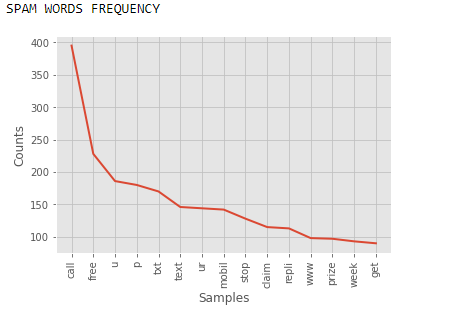 SPAM WORDS FREQUENCY
400
350
300
250
200
150
100
Counts
call
free
u
p
txt
text
ur
mobil
stop
claim
repli
www
prize
week
get
Samples